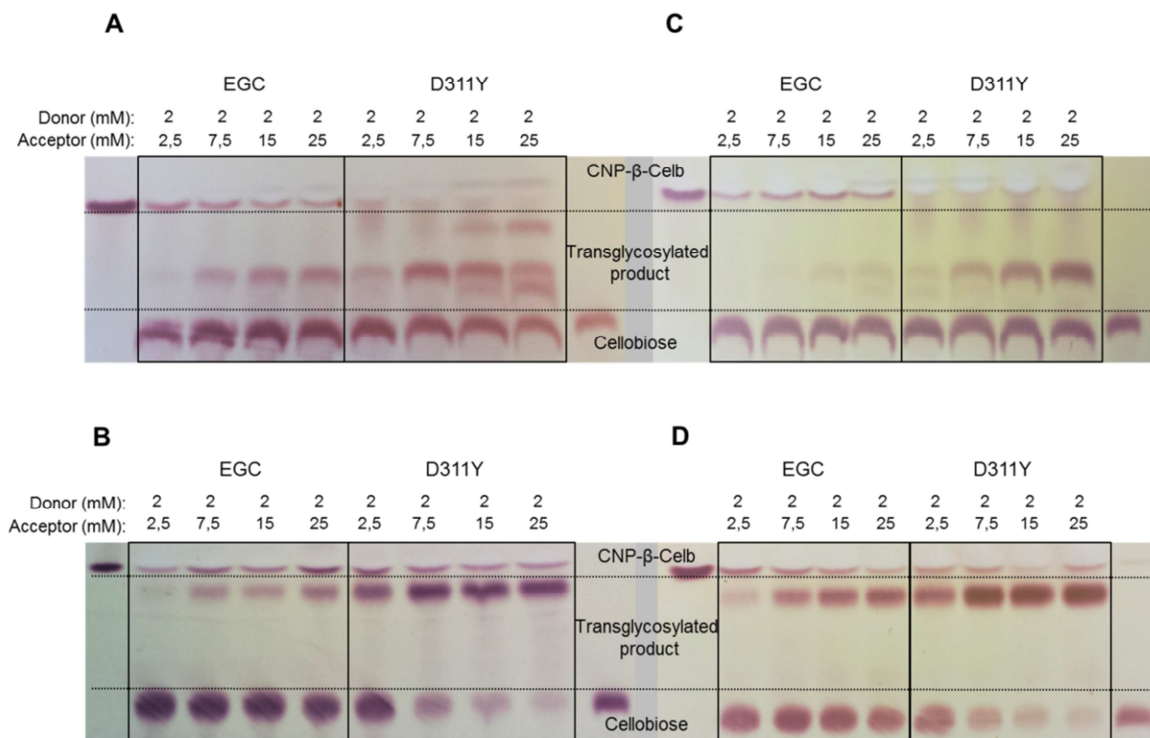 A
EGC D311Y
Donor (mM): 2 2 2 2 2 2 2 2
Acceptor (mM): 2,5 7,5 15 25 2,5 7,5 15 25
C
EGC D311Y
2 2 2 2 2 2 2 2
2,5 7,5 15 25 2,5 7,5 15 25
CNP-β-Celb
Transglycosylated
product
Cellobiose
B
EGC D311Y
Donor (mM): 2 2 2 2 2 2 2 2
Acceptor (mM): 2,5 7,5 15 25 2,5 7,5 15 25
D
EGC D311Y
2 2 2 2 2 2 2 2
2,5 7,5 15 25 2,5 7,5 15 25
CNP-β-Celb
Transglycosylated
product
Cellobiose